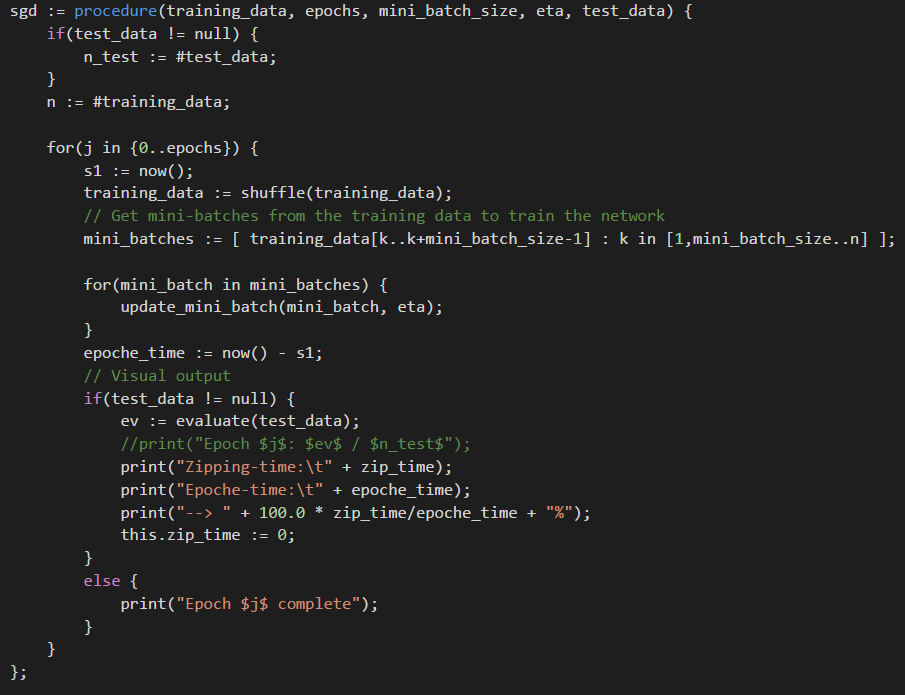 sgd := procedure(training_data, epochs, mini_batch_size, eta, test_data) {
    if(test_data != null) {
        n_test := #test_data;
    }
    n := #training_data;

    for(j in {0..epochs}) {
        s1 := now();
        training_data := shuffle(training_data);
        // Get mini-batches from the training data to train the network
        mini_batches := [ training_data[k..k+mini_batch_size-1] : k in [1,mini_batch_size..n] ];

        for(mini_batch in mini_batches) {
            update_mini_batch(mini_batch, eta);
        }
        epoche_time := now() - s1;
        // Visual output
        if(test_data != null) {
            ev := evaluate(test_data);
            //print("Epoch $j$: $ev$ / $n_test$");
            print("Zipping-time:\t" + zip_time);
            print("Epoche-time:\t" + epoche_time);
            print("--> " + 100.0 * zip_time/epoche_time + "%");
            this.zip_time := 0;
        }
        else {
            print("Epoch $j$ complete");
        }
    }
};